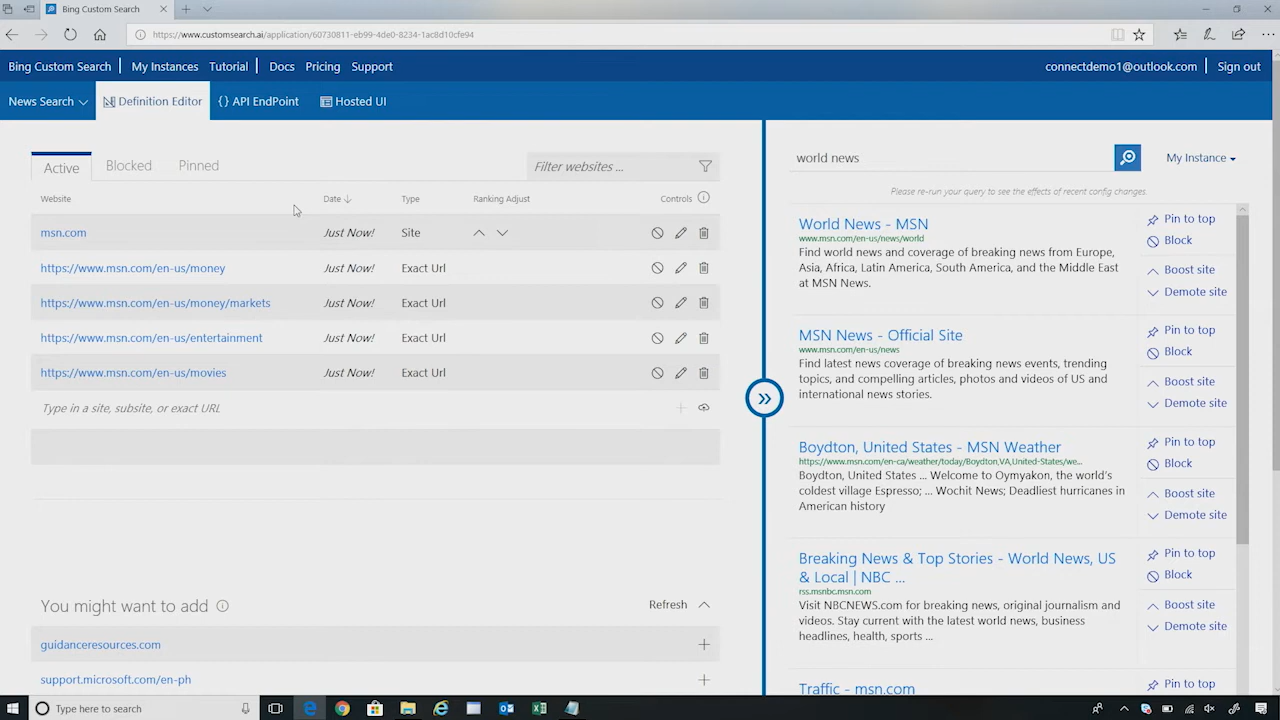 Bing Custom Search
https://www.customsearch.ai/application/60730811-eb99-4de0-8234-1ac8d10cfe94
Bing Custom Search
My Instances
Tutorial
Docs
Pricing
Support
connectdemo1@outlook.com
Sign out
News Search
Definition Editor
{ } API EndPoint
Hosted UI
Active
Blocked
Pinned
Filter websites ...
Website
Date
Type
Ranking Adjust
Controls
msn.com
Just Now!
Site
https://www.msn.com/en-us/money
Just Now!
Exact Url
https://www.msn.com/en-us/money/markets
Just Now!
Exact Url
https://www.msn.com/en-us/entertainment
Just Now!
Exact Url
https://www.msn.com/en-us/movies
Just Now!
Exact Url
Type in a site, subsite, or exact URL
You might want to add
Refresh
guidanceresources.com
support.microsoft.com/en-ph
world news
My Instance
Please re-run your query to see the effects of recent config changes.
World News - MSN
www.msn.com/en-us/news/world
Find world news and coverage of breaking news from Europe,
Asia, Africa, Latin America, South America, and the Middle East
at MSN News.
Pin to top
Block
Boost site
Demote site
MSN News - Official Site
www.msn.com/en-us/news
Find latest news coverage of breaking news events, trending
topics, and compelling articles, photos and videos of US and
international news stories.
Pin to top
Block
Boost site
Demote site
Boydton, United States - MSN Weather
https://www.msn.com/en-ca/weather/today/Boydton,VA,United-States/we...
Boydton, United States ... Welcome to Oymyakon, the world's
coldest village Espresso; ... Wochit News; Deadliest hurricanes in
American history
Pin to top
Block
Boost site
Demote site
Breaking News & Top Stories - World News, US
& Local | NBC ...
rss.msnbc.msn.com
Visit NBCNEWS.com for breaking news, original journalism and
videos. Stay current with the latest world news, business
headlines, health, sports ...
Pin to top
Block
Boost site
Demote site
Traffic - msn.com
Pin to top
Type here to search